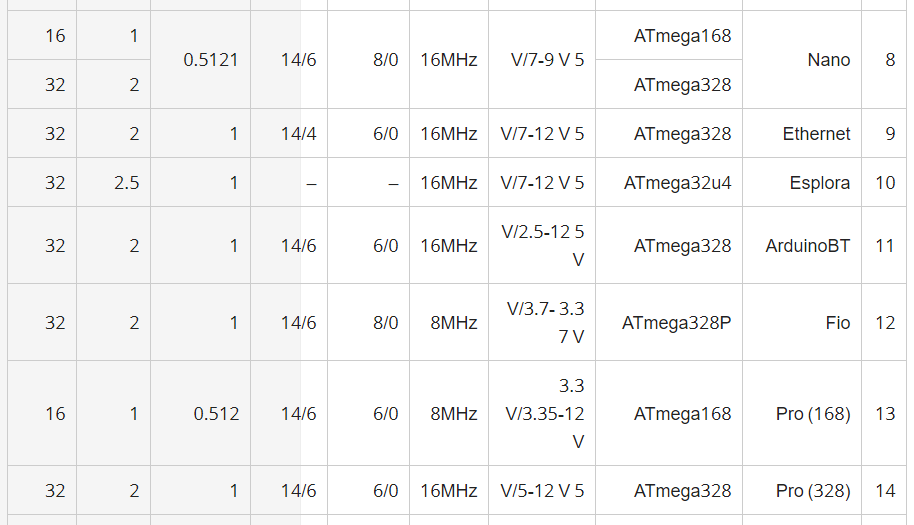 16 1 ATmega168
0.5121 14/6 8/0 16MHz V/7-9 V 5 Nano 8
32 2 ATmega328
32 2 1 14/4 6/0 16MHz V/7-12 V 5 ATmega328 Ethernet 9
32 2.5 1 – – 16MHz V/7-12 V 5 ATmega32u4 Esplora 10
32 2 1 14/6 6/0 16MHz V/2.5-12 5
V ATmega328 ArduinoBT 11
32 2 1 14/6 8/0 8MHz V/3.7- 3.3
7 V ATmega328P Fio 12
16 1 0.512 14/6 6/0 8MHz 3.3
V/3.35-12
V ATmega168 Pro (168) 13
32 2 1 14/6 6/0 16MHz V/5-12 V 5 ATmega328 Pro (328) 14